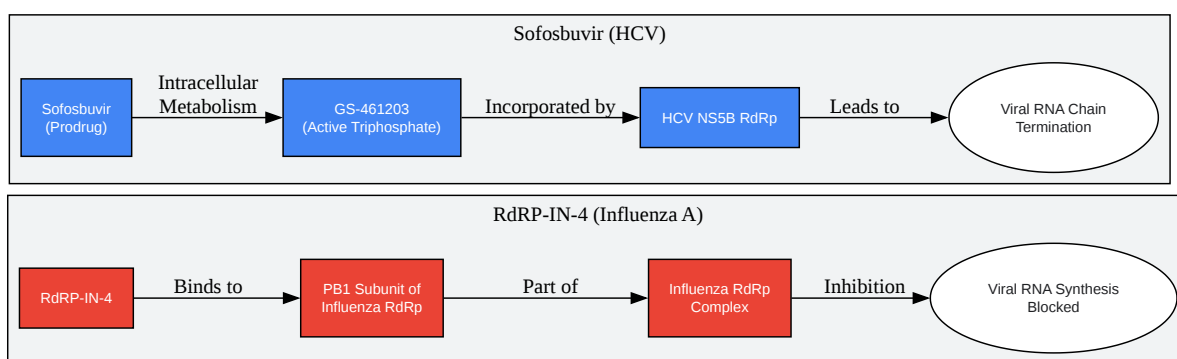 Sofosbuvir (HCV)
Sofosbuvir
(Prodrug)
Intracellular
Metabolism
GS-461203
(Active Triphosphate)
Incorporated by
HCV NS5B RdRp
Leads to
Viral RNA Chain
Termination
RdRP-IN-4 (Influenza A)
RdRP-IN-4
Binds to
PB1 Subunit of
Influenza RdRp
Part of
Influenza RdRp
Complex
Inhibition
Viral RNA Synthesis
Blocked